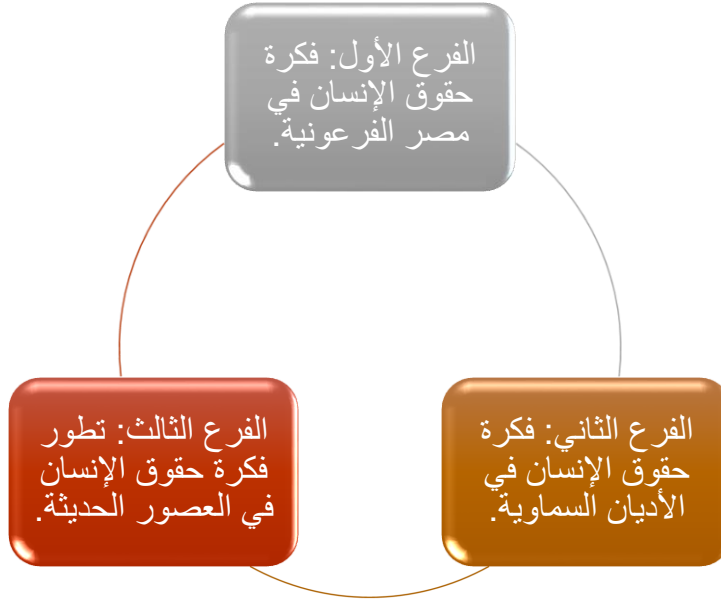 الفرع الأول: فكرة
حقوق الإنسان في
مصر الفرعونية.
الفرع الثاني: فكرة
حقوق الإنسان في
الأديان السماوية.
الفرع الثالث: تطور
فكرة حقوق الإنسان
في العصور الحديثة.